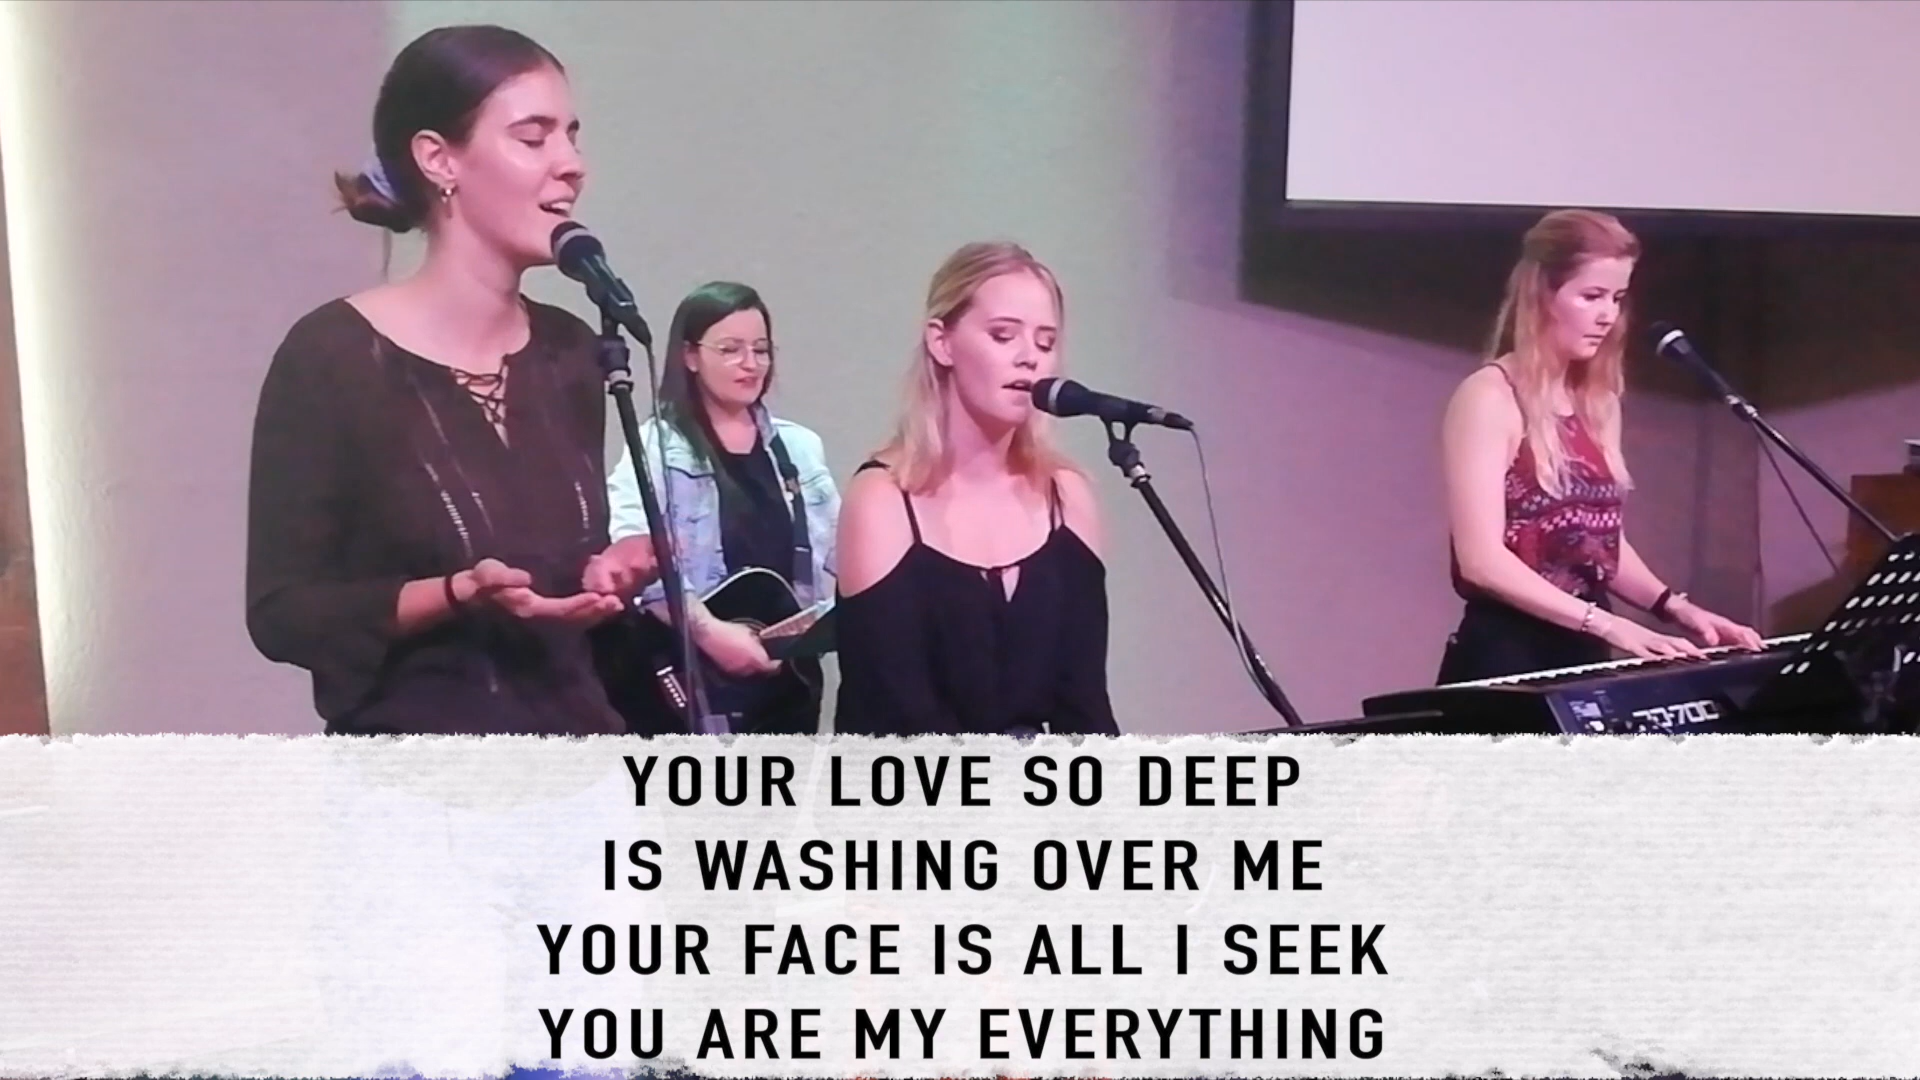 YOUR LOVE SO DEEP
IS WASHING OVER ME
YOUR FACE IS ALL I SEEK
YOU ARE MY EVERYTHING